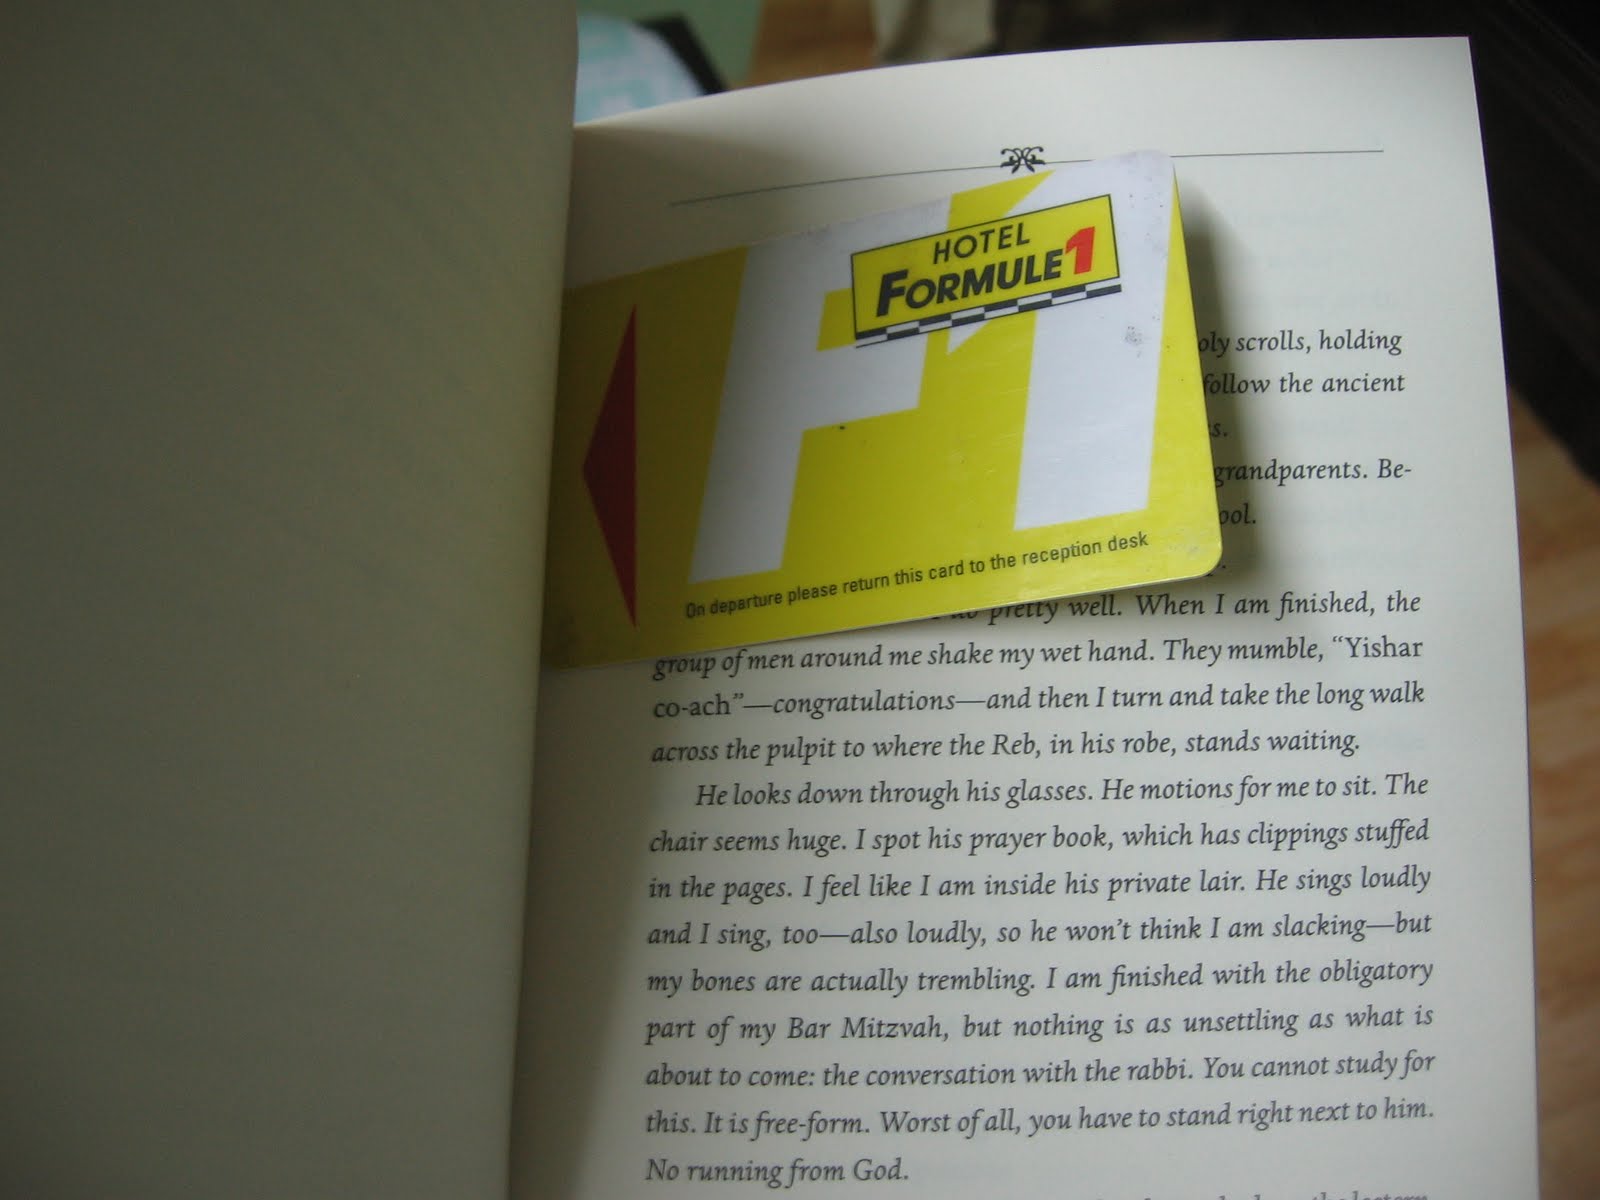 HOTEL
FORMULE1
F1
On departure please return this card to the reception desk
scrolls, holding
follow the ancient
grandparents. Be-
pretty well. When I am finished, the
group of men around me shake my wet hand. They mumble, “Yishar
co-ach”—congratulations—and then I turn and take the long walk
across the pulpit to where the Reb, in his robe, stands waiting.
He looks down through his glasses. He motions for me to sit. The
chair seems huge. I spot his prayer book, which has clippings stuffed
in the pages. I feel like I am inside his private lair. He sings loudly
and I sing, too—also loudly, so he won’t think I am slacking—but
my bones are actually trembling. I am finished with the obligatory
part of my Bar Mitzvah, but nothing is as unsettling as what is
about to come: the conversation with the rabbi. You cannot study for
this. It is free-form. Worst of all, you have to stand right next to him.
No running from God.